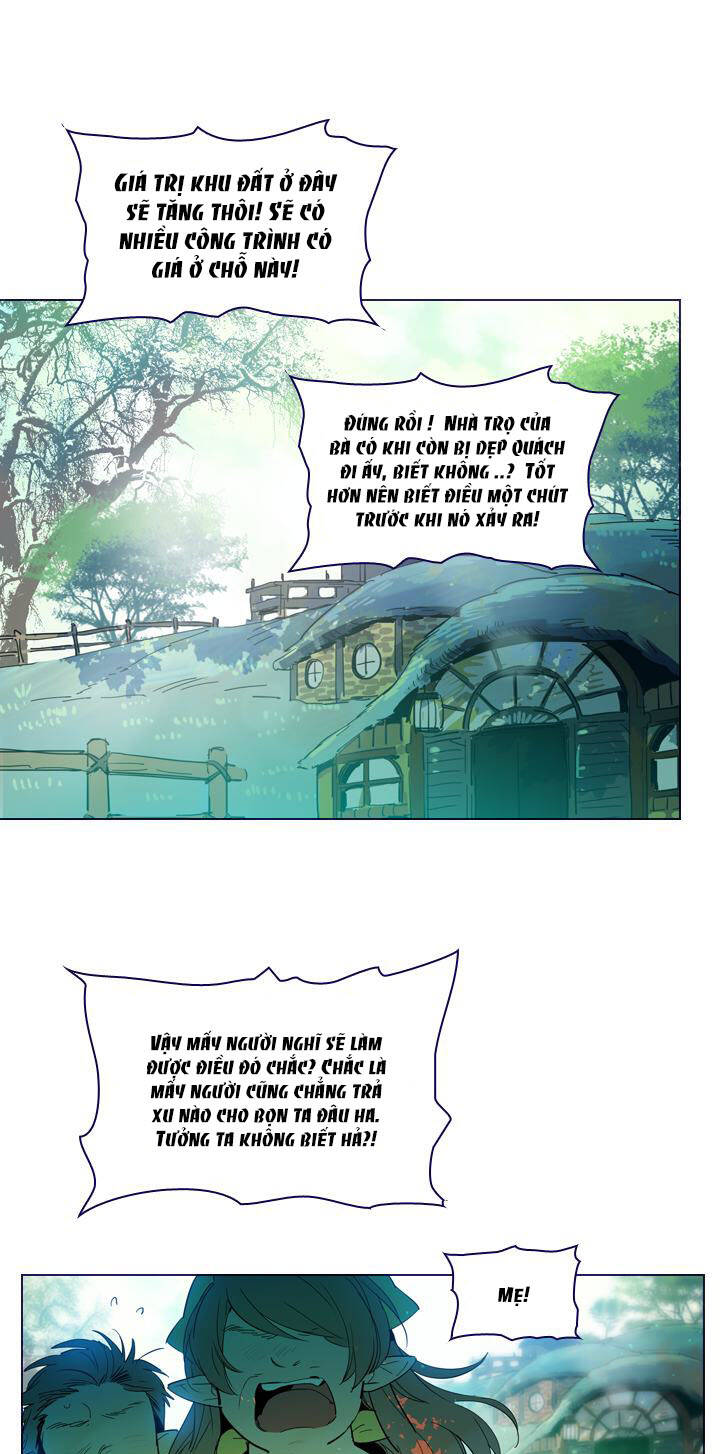 GIÁ TRỊ KHU ĐẤT Ở ĐÂY
SẼ TĂNG THÔI! SẼ CÓ
NHIỀU CÔNG TRÌNH CÓ
GIÁ Ở CHỖ NÀY!
ĐÚNG RỒI ! NHÀ TRỌ CỦA
BÀ CÓ KHI CÒN BỊ DẸP QUÁCH
ĐI ẤY, BIẾT KHÔNG ..? TỐT
HƠN NÊN BIẾT ĐIỀU MỘT CHÚT
TRƯỚC KHI NÓ XẢY RA!
VẬY MẤY NGƯỜI NGHĨ SẼ LÀM
ĐƯỢC ĐIỀU ĐÓ CHẮC? CHẮC LÀ
MẤY NGƯỜI CŨNG CHẲNG TRẢ
XU NÀO CHO BỌN TA ĐÂU HA.
TƯỞNG TA KHÔNG BIẾT HẢ?!
MẸ!